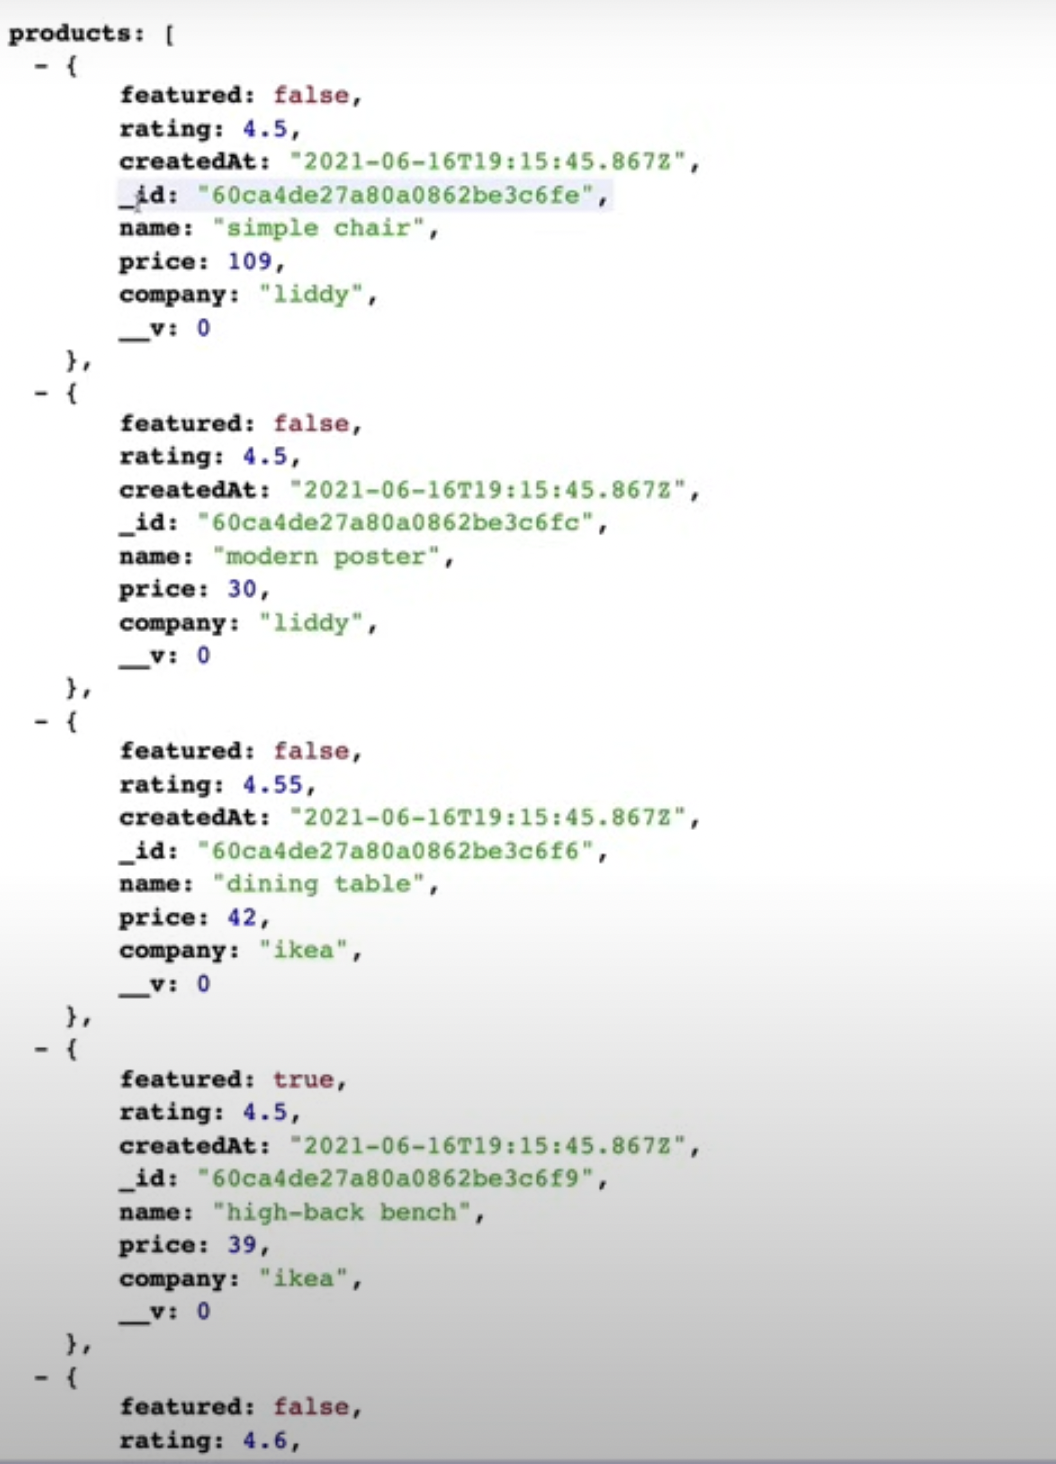 products: [
- {
featured: false,
rating: 4.5,
createdAt: "2021-06-16T19:15:45.867Z",
_id: "60ca4de27a80a0862be3c6fe",
name: "simple chair",
price: 109,
company: "liddy",
__v: 0
},
- {
featured: false,
rating: 4.5,
createdAt: "2021-06-16T19:15:45.867Z",
_id: "60ca4de27a80a0862be3c6fc",
name: "modern poster",
price: 30,
company: "liddy",
__v: 0
},
- {
featured: false,
rating: 4.55,
createdAt: "2021-06-16T19:15:45.867Z",
_id: "60ca4de27a80a0862be3c6f6",
name: "dining table",
price: 42,
company: "ikea",
__v: 0
},
- {
featured: true,
rating: 4.5,
createdAt: "2021-06-16T19:15:45.867Z",
_id: "60ca4de27a80a0862be3c6f9",
name: "high-back bench",
price: 39,
company: "ikea",
__v: 0
},
- {
featured: false,
rating: 4.6,